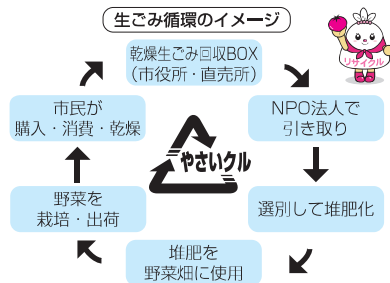 生ごみ循環のイメージ
乾燥生ごみ回収BOX
（市役所・直売所）
リサイクル
NPO法人で
引き取り
選別して堆肥化
堆肥を
野菜畑に使用
野菜を
栽培・出荷
市民が
購入・消費・乾燥
やさいクル